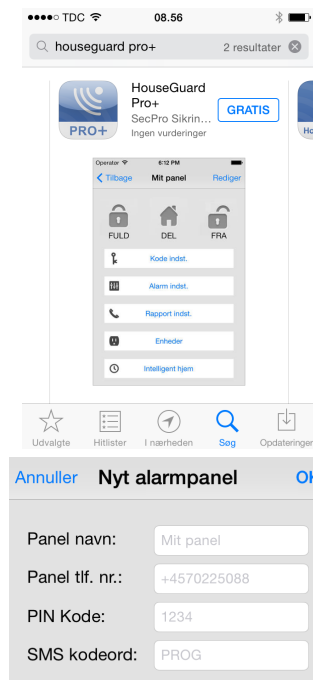 TDC 08.56
houseguard pro+ 2 resultater
HouseGuard
Pro+
SecPro Sikrin...
Ingen vurderinger
GRATIS
PRO+
Operatør 6:12 PM
Tilbage Mit panel Rediger
FULD DEL FRA
Kode indst.
Alarm indst.
Rapport indst.
Enheder
Intelligent hjem
Udvalgte Hitlister I nærheden Søg Opdateringer
Annuller Nyt alarmpanel OK
Panel navn: Mit panel
Panel tlf. nr.: +4570225088
PIN Kode: 1234
SMS kodeord: PROG